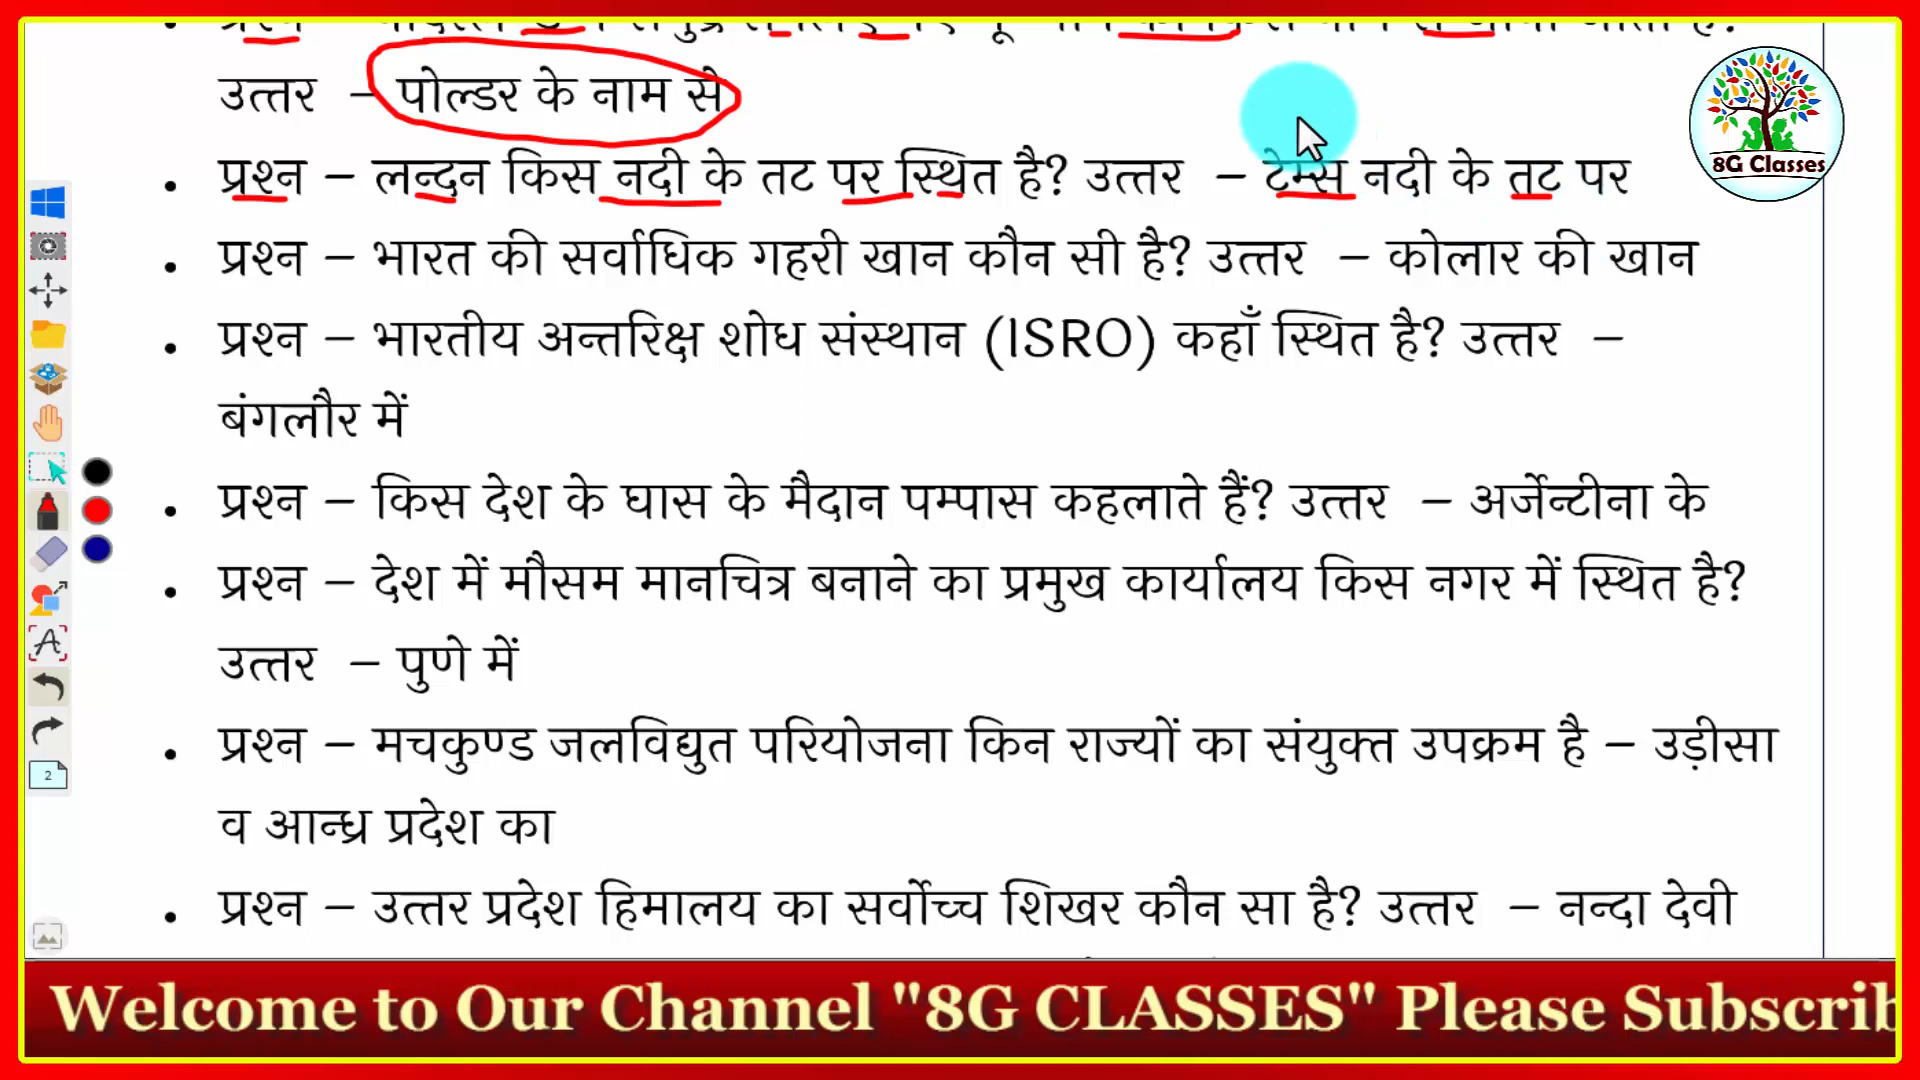 उत्तर – पोल्डर के नाम से
• प्रश्न – लन्दन किस नदी के तट पर स्थित है? उत्तर – टेम्स नदी के तट पर
8G Classes
• प्रश्न – भारत की सर्वाधिक गहरी खान कौन सी है? उत्तर – कोलार की खान
• प्रश्न – भारतीय अन्तरिक्ष शोध संस्थान (ISRO) कहाँ स्थित है? उत्तर –
बंगलौर में
• प्रश्न – किस देश के घास के मैदान पम्पास कहलाते हैं? उत्तर – अर्जेन्टीना के
• प्रश्न – देश में मौसम मानचित्र बनाने का प्रमुख कार्यालय किस नगर में स्थित है?
उत्तर – पुणे में
• प्रश्न – मचकुण्ड जलविद्युत परियोजना किन राज्यों का संयुक्त उपक्रम है – उड़ीसा
व आन्ध्र प्रदेश का
• प्रश्न – उत्तर प्रदेश हिमालय का सर्वोच्च शिखर कौन सा है? उत्तर – नन्दा देवी
2
Welcome to Our Channel "8G CLASSES" Please Subscrib